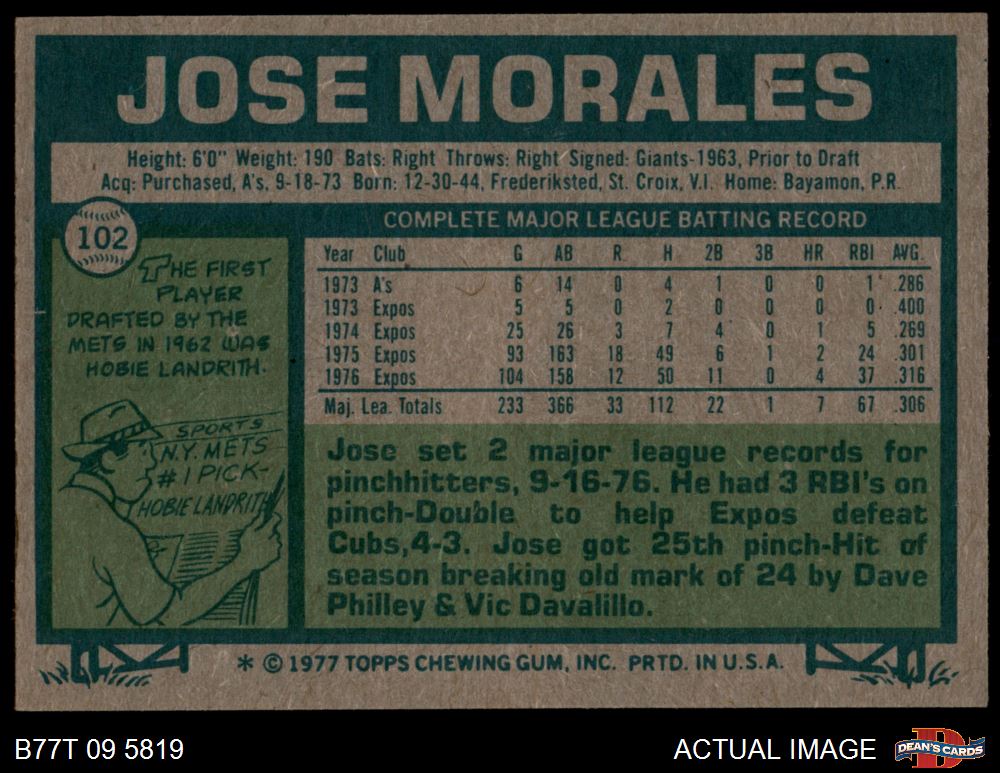 JOSE MORALES
Height: 6'0" Weight: 190 Bats: Right Throws: Right Signed: Giants-1963, Prior to Draft
Acq: Purchased, A's, 9-18-73 Born: 12-30-44, Frederiksted, St. Croix, V.I. Home: Bayamon, P.R.
102
THE FIRST
PLAYER
DRAFTED BY THE
METS IN 1962 WAS
HOBIE LANDRITH.
SPORTS
N.Y. METS
#1 PICK-
HOBIE LANDRITH
COMPLETE MAJOR LEAGUE BATTING RECORD
Year Club G AB R H 2B 3B HR RBI AVG.
1973 A's 6 14 0 4 1 0 0 1 .286
1973 Expos 5 5 0 2 0 0 0 0 .400
1974 Expos 25 26 3 7 4 0 1 5 .269
1975 Expos 93 163 18 49 6 1 2 24 .301
1976 Expos 104 158 12 50 11 0 4 37 .316
Maj. Lea. Totals 233 366 33 112 22 1 7 67 .306
Jose set 2 major league records for
pinchhitters, 9-16-76. He had 3 RBI's on
pinch-Double to help Expos defeat
Cubs,4-3. Jose got 25th pinch-Hit of
season breaking old mark of 24 by Dave
Philley & Vic Davalillo.
* © 1977 TOPPS CHEWING GUM, INC. PRTD. IN U.S.A.
B77T 09 5819
ACTUAL IMAGE
D
DEAN'S CARDS